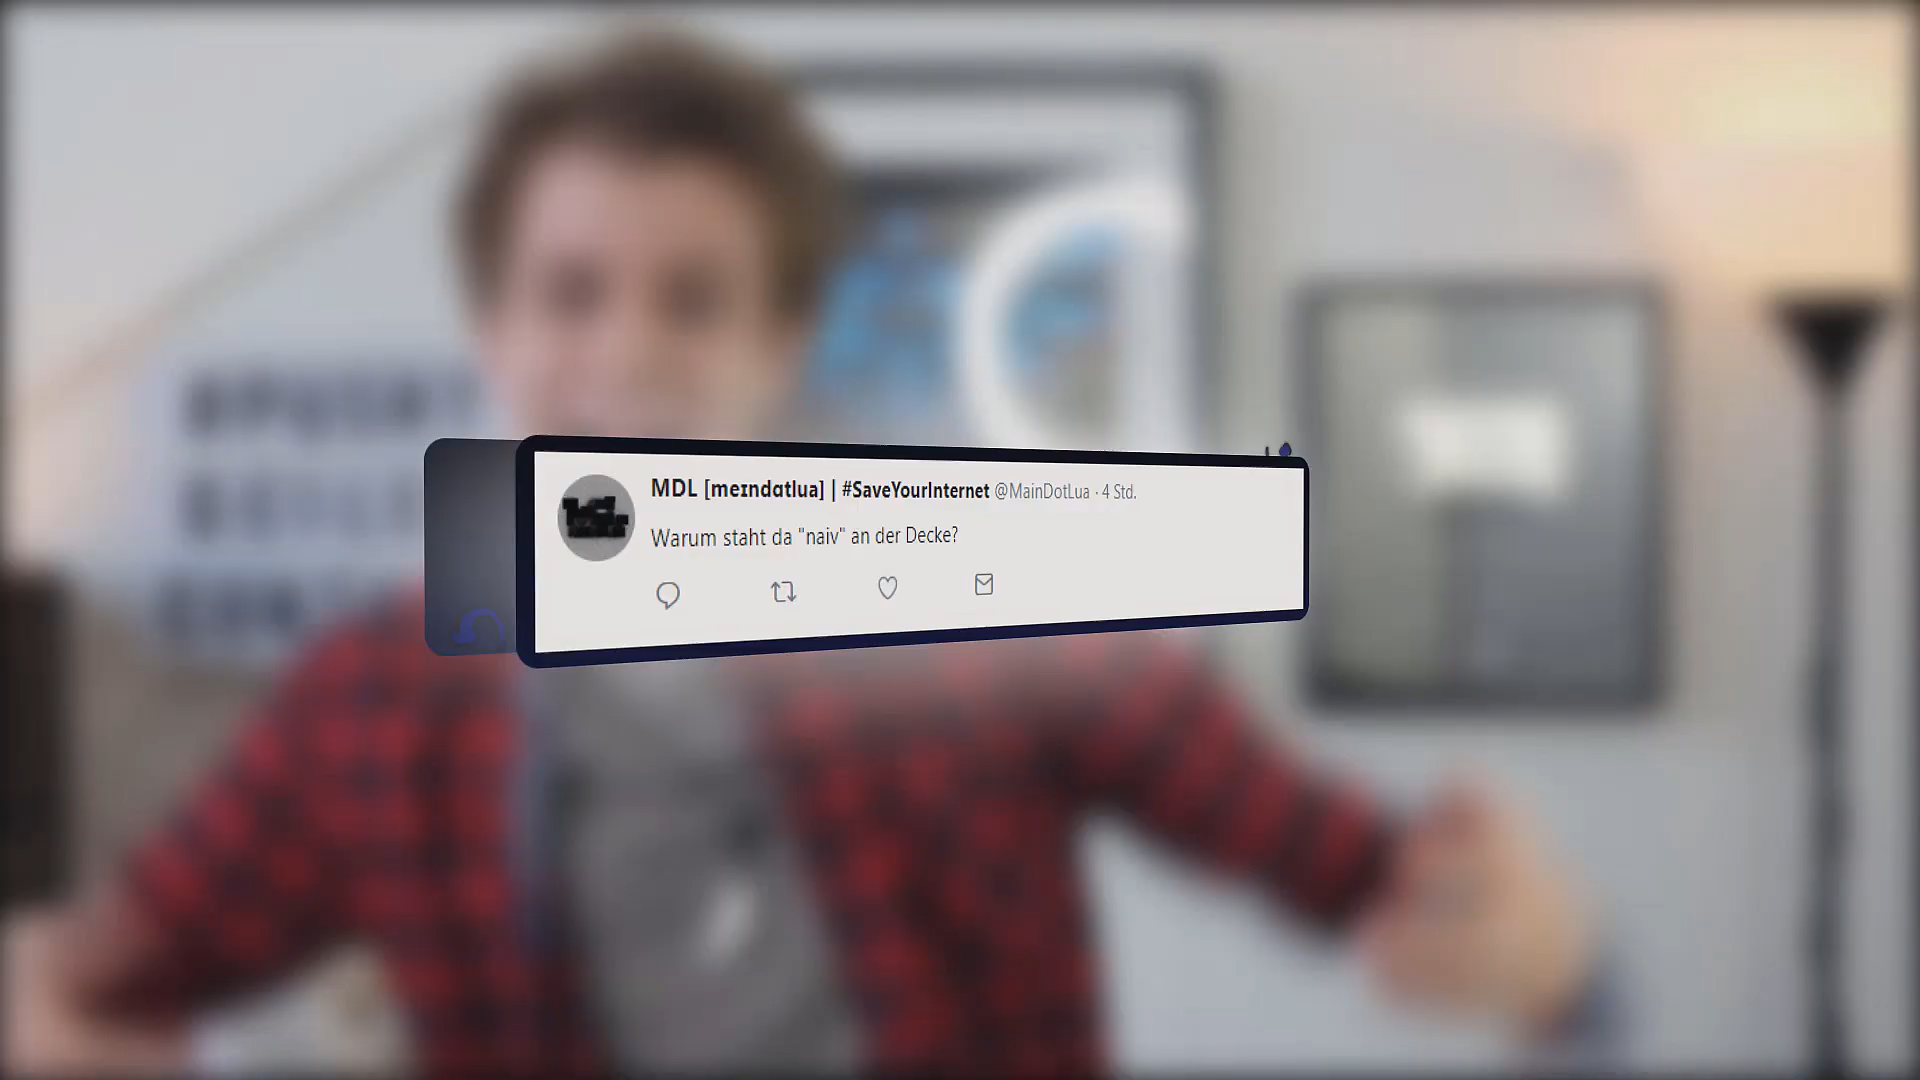 MDL [meɪndɑtlua] | #SaveYourInternet @MainDotLua · 4 Std.
Warum staht da "naiv" an der Decke?